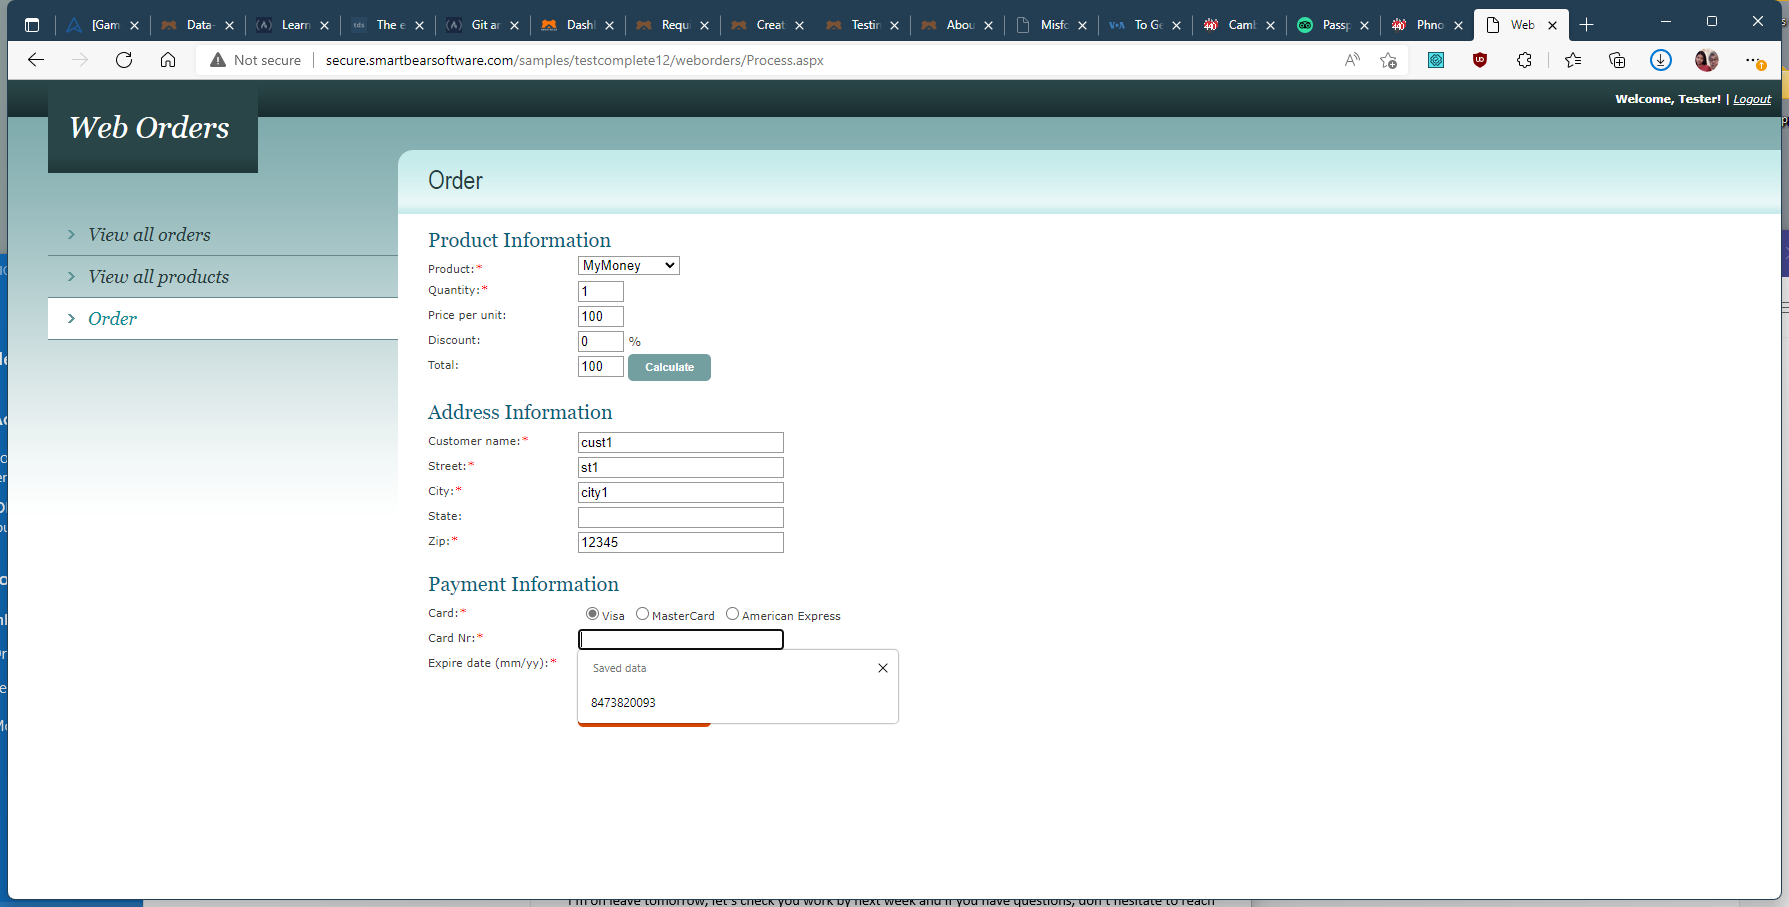 [Gam
Data-
Learn
tds The e
Git ar
Dash
Requ
Creat
Testin
Abou
Misfo
VOA To Ge
Camb
Passp
Phno
Web
Not secure
secure.smartbearsoftware.com/samples/testcomplete12/weborders/Process.aspx
Welcome, Tester! | Logout
Web Orders
View all orders
View all products
Order
Order
Product Information
Product:* MyMoney
Quantity:* 1
Price per unit: 100
Discount: 0 %
Total: 100 Calculate
Address Information
Customer name:* cust1
Street:* st1
City:* city1
State:
Zip:* 12345
Payment Information
Card:* Visa MasterCard American Express
Card Nr:*
Expire date (mm/yy):*
Saved data
8473820093
I'm on leave tomorrow, let's check you work by next week and if you have questions, don't hesitate to reach